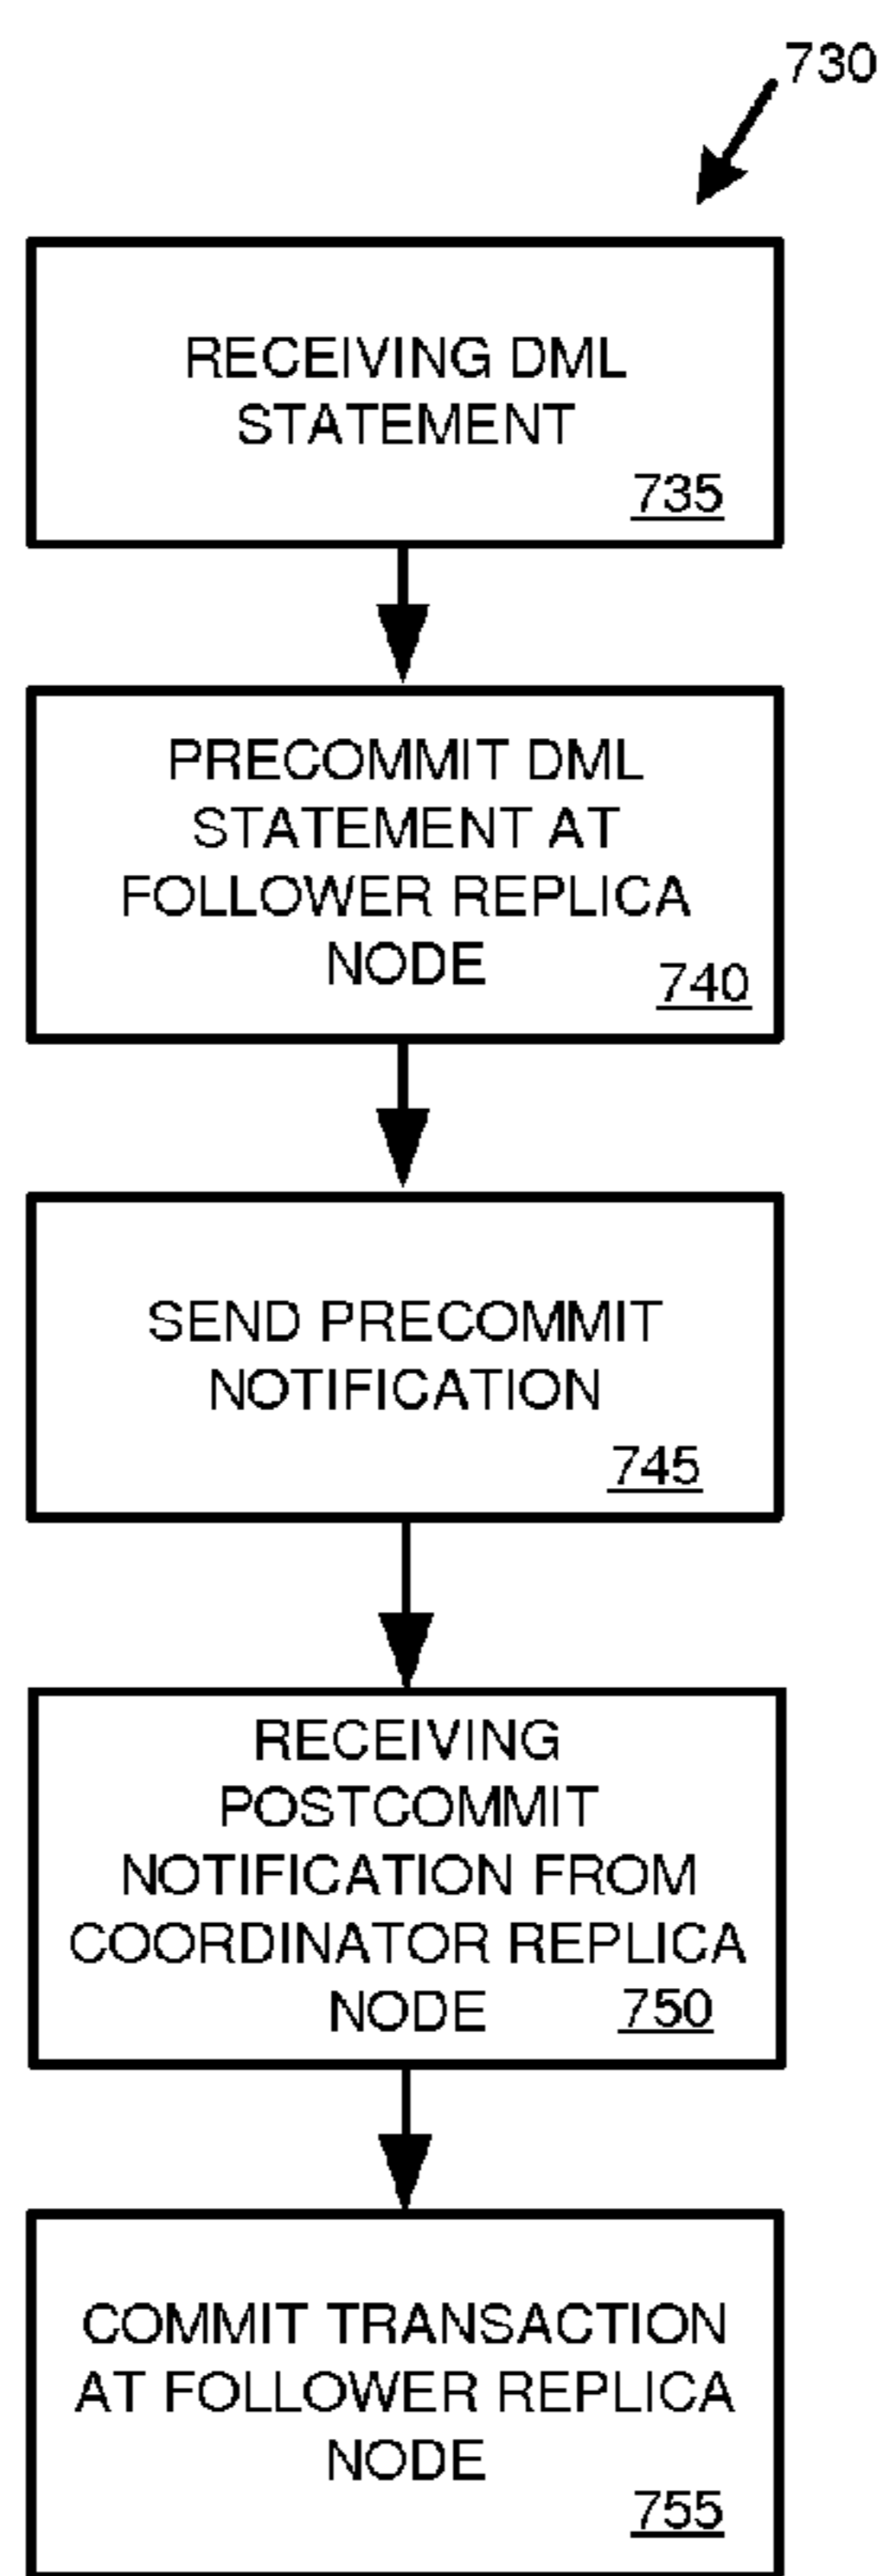 730
RECEIVING DML
STATEMENT
735
PRECOMMIT DML
STATEMENT AT
FOLLOWER REPLICA
NODE
740
SEND PRECOMMIT
NOTIFICATION
745
RECEIVING
POSTCOMMIT
NOTIFICATION FROM
COORDINATOR REPLICA
NODE
750
COMMIT TRANSACTION
AT FOLLOWER REPLICA
NODE
755